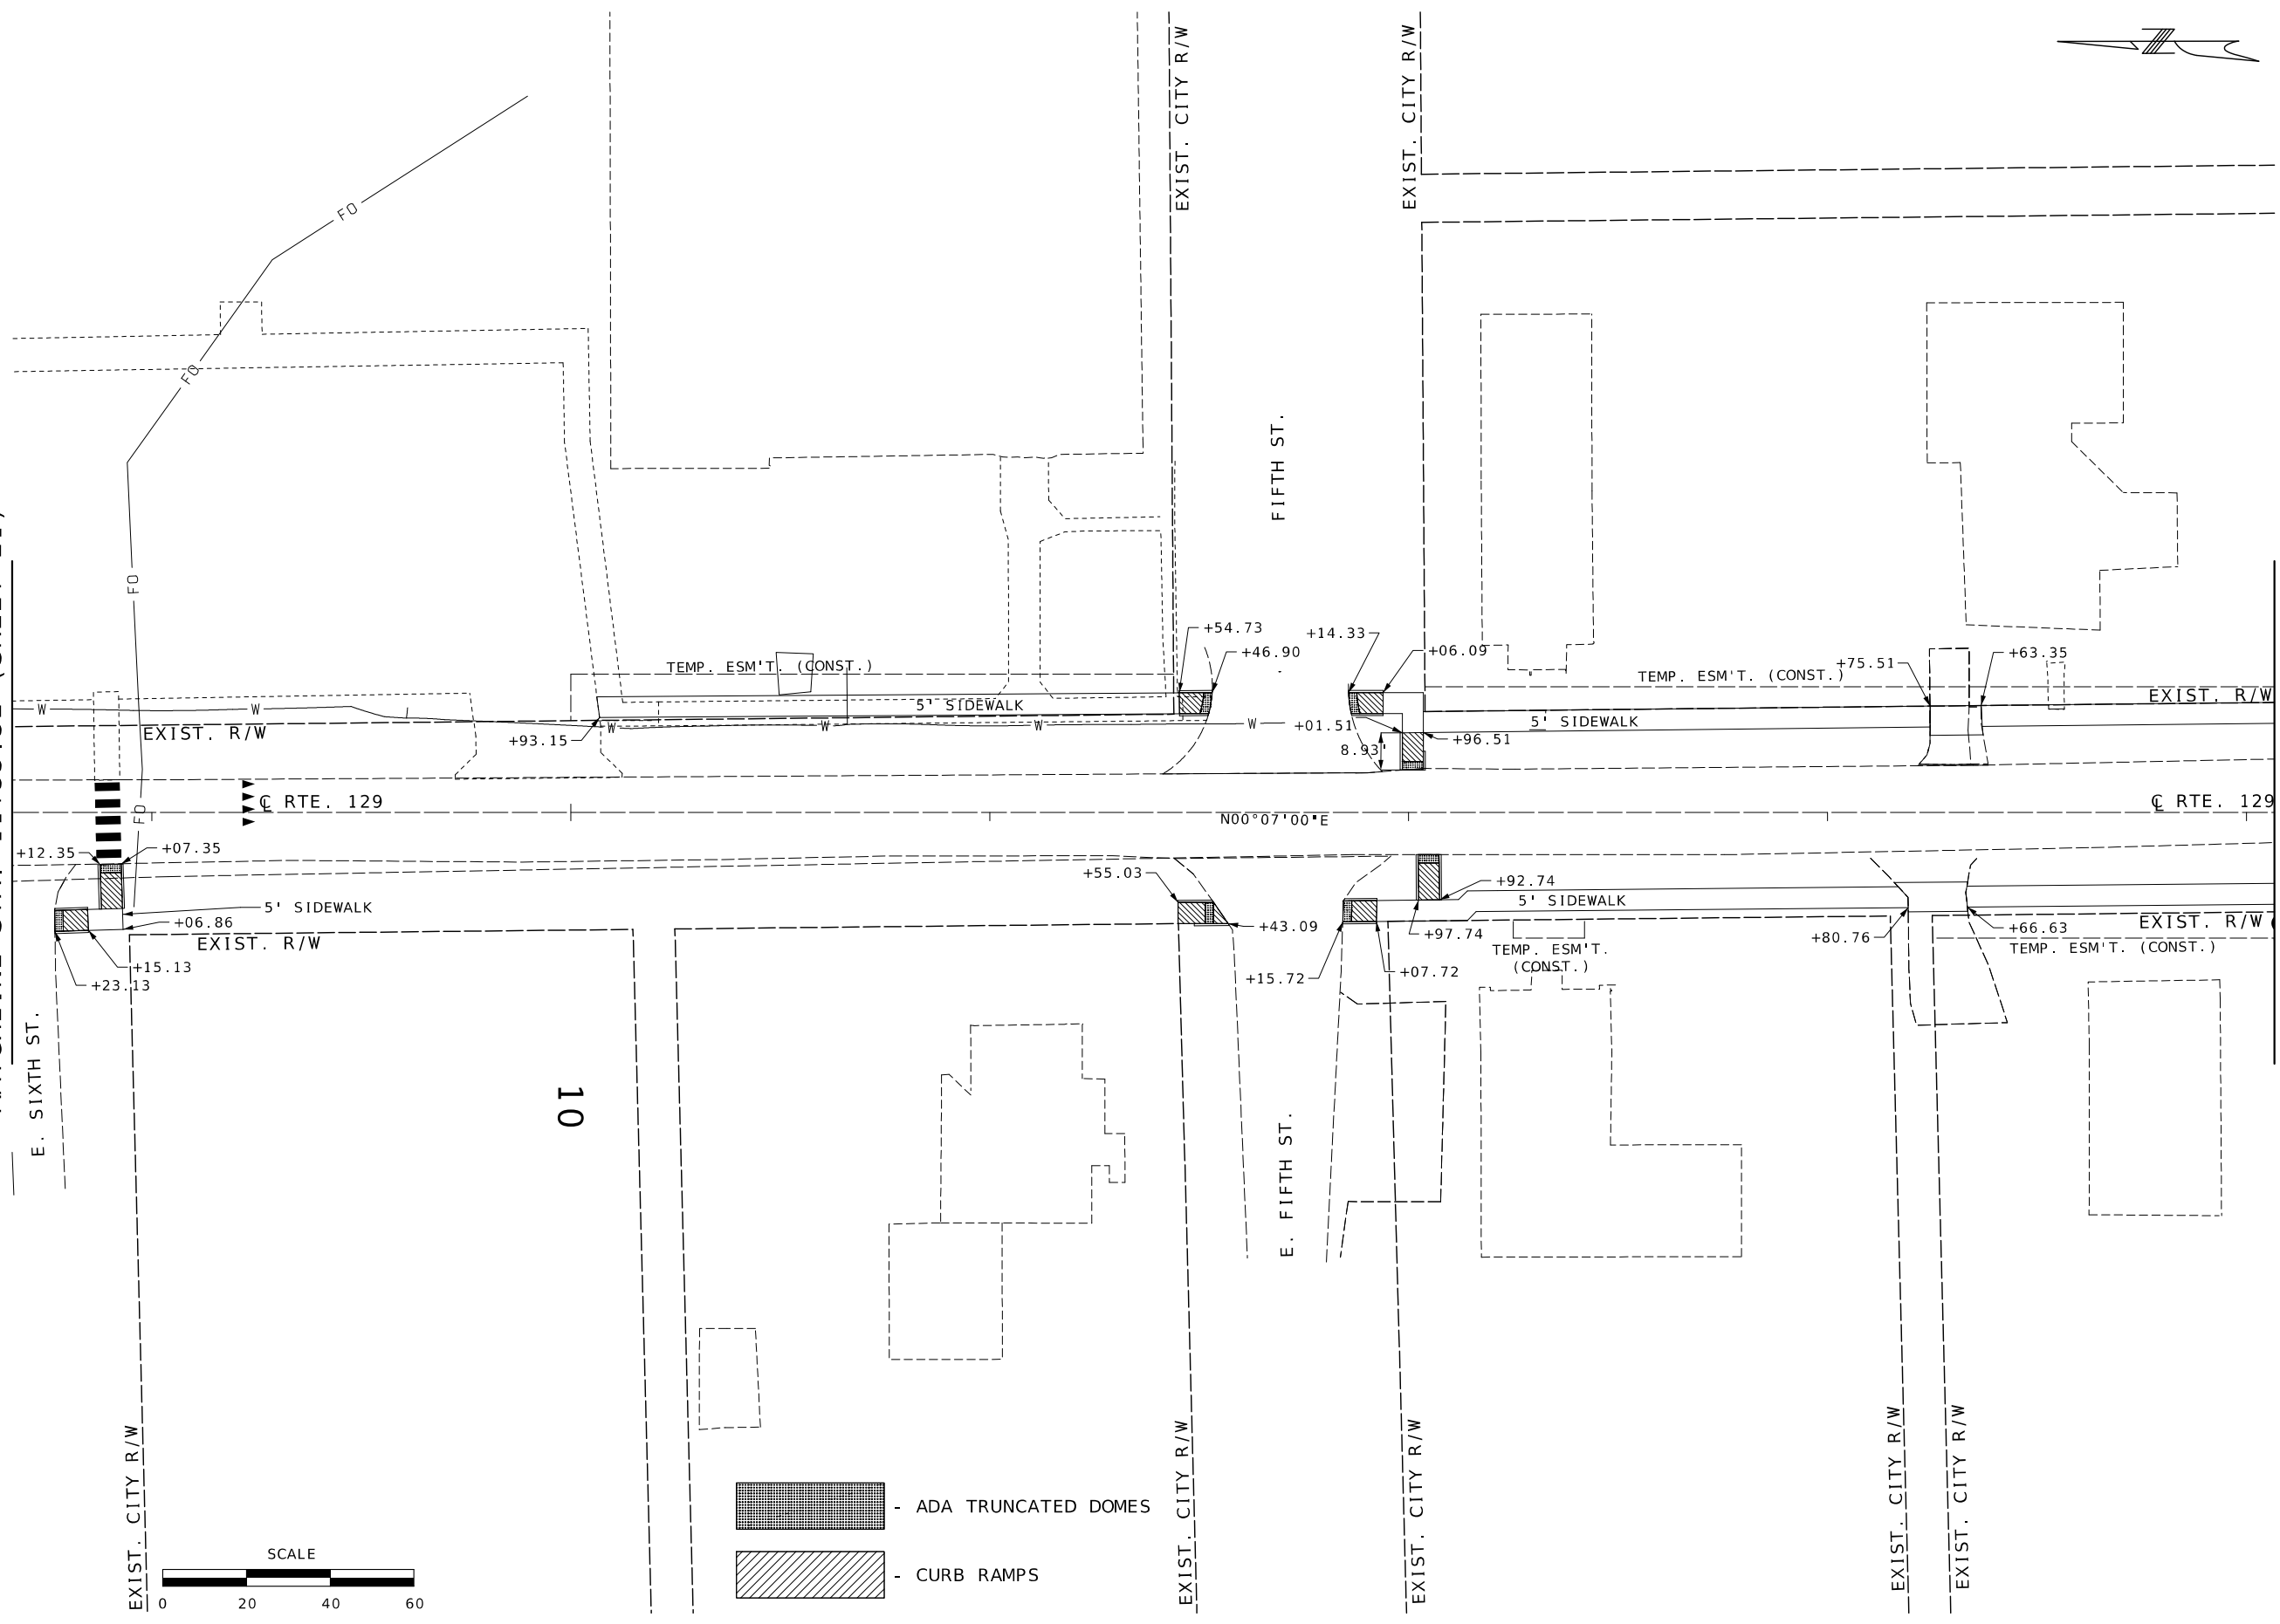 EXIST. CITY R/W
EXIST. CITY R/W
FO
FO
FO
FO
FIFTH ST.
+54.73
+46.90
+14.33
+06.09
TEMP. ESM'T. (CONST.)
TEMP. ESM'T. (CONST.)
+75.51
+63.35
EXIST. R/W
W
W
W
W
W
W
5' SIDEWALK
5' SIDEWALK
EXIST. R/W
+93.15
+01.51
+96.51
8.93'
℄ RTE. 129
℄ RTE. 129
N00°07'00"E
+12.35
+07.35
+55.03
+92.74
5' SIDEWALK
5' SIDEWALK
+06.86
EXIST. R/W
+43.09
+97.74
+80.76
+66.63
EXIST. R/W
TEMP. ESM'T.
(CONST.)
TEMP. ESM'T. (CONST.)
+15.13
+23.13
+15.72
+07.72
E. SIXTH ST.
10
E. FIFTH ST.
EXIST. CITY R/W
EXIST. CITY R/W
EXIST. CITY R/W
EXIST. CITY R/W
EXIST. CITY R/W
- ADA TRUNCATED DOMES
- CURB RAMPS
SCALE
0 20 40 60